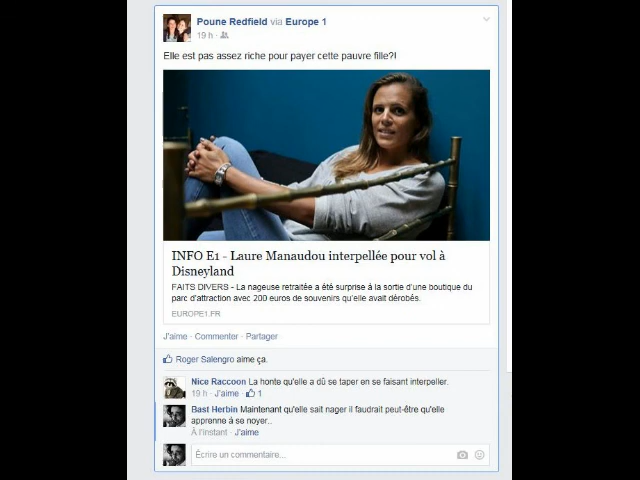 Poune Redfield via Europe 1
19 h ·
Elle est pas assez riche pour payer cette pauvre fille?!
INFO E1 - Laure Manaudou interpellée pour vol à
Disneyland
FAITS DIVERS - La nageuse retraitée a été surprise à la sortie d'une boutique du
parc d'attraction avec 200 euros de souvenirs qu'elle avait dérobés.
EUROPE1.FR
J'aime · Commenter · Partager
Roger Salengro aime ça.
Nice Raccoon La honte qu'elle a dû se taper en se faisant interpeller.
19 h · J'aime · 1
Bast Herbin Maintenant qu'elle sait nager il faudrait peut-être qu'elle
apprenne à se noyer..
À l'instant · J'aime
Écrire un commentaire...